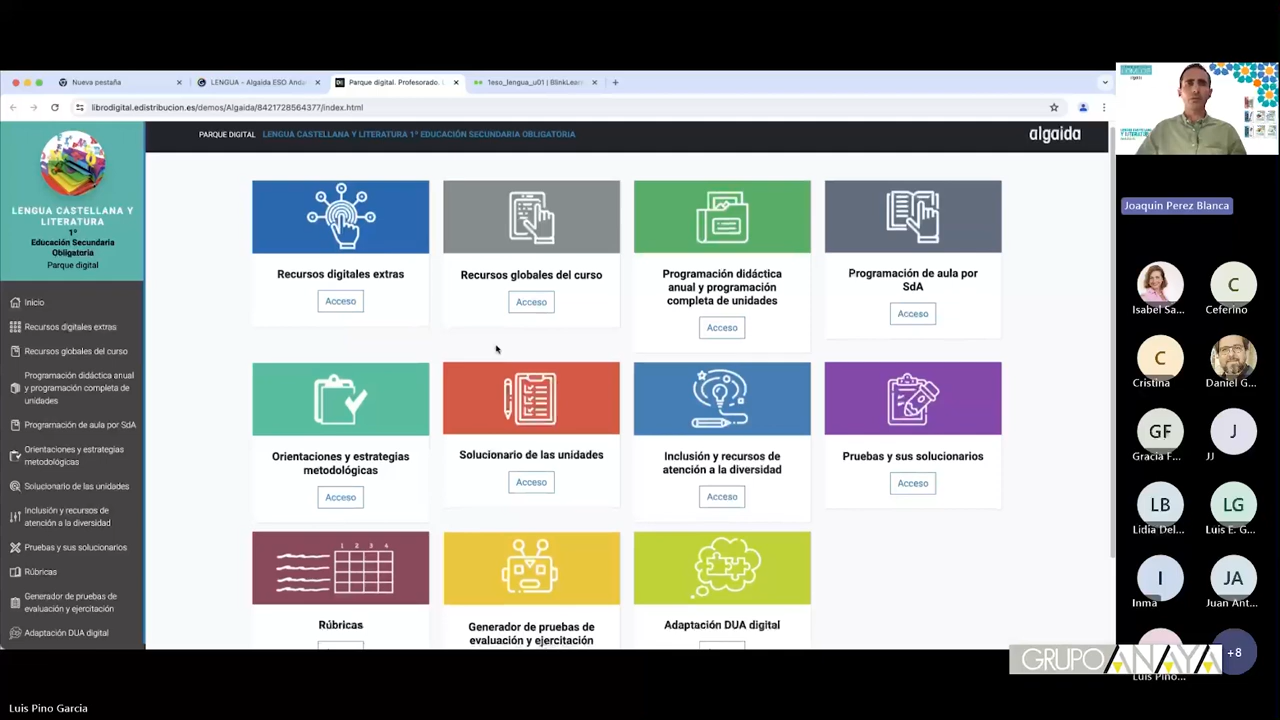 Nueva pestaña
LENGUA - Algaida ESO Anda
Parque digital. Profesorado. L
1eso_lengua_u01 | BlinkLearn
librodigital.edistribucion.es/demos/Algaida/8421728564377/index.html
LENGUA CASTELLANA Y
LITERATURA
1º
Educación Secundaria
Obligatoria
Parque digital
Inicio
Recursos digitales extras
Recursos globales del curso
Programación didáctica anual
y programación completa de
unidades
Programación de aula por SdA
Orientaciones y estrategias
metodológicas
Solucionario de las unidades
Inclusión y recursos de
atención a la diversidad
Pruebas y sus solucionarios
Rúbricas
Generador de pruebas de
evaluación y ejercitación
Adaptación DUA digital
PARQUE DIGITAL LENGUA CASTELLANA Y LITERATURA 1º EDUCACIÓN SECUNDARIA OBLIGATORIA
algaida
Recursos digitales extras
Acceso
Recursos globales del curso
Acceso
Programación didáctica
anual y programación
completa de unidades
Acceso
Programación de aula por
SdA
Acceso
Orientaciones y estrategias
metodológicas
Acceso
Solucionario de las unidades
Acceso
Inclusión y recursos de
atención a la diversidad
Acceso
Pruebas y sus solucionarios
Acceso
1 2 3 4
Rúbricas
Generador de pruebas de
evaluación y ejercitación
Adaptación DUA digital
Joaquin Perez Blanca
Isabel Sa...
C
Ceferino
C
Cristina
Daniel G...
GF
Gracia F...
J
JJ
LB
Lidia Del...
LG
Luis E. G...
I
Inma
JA
Juan Ant...
Luis Pino...
+8
GRUPO ANAYA
Luis Pino Garcia